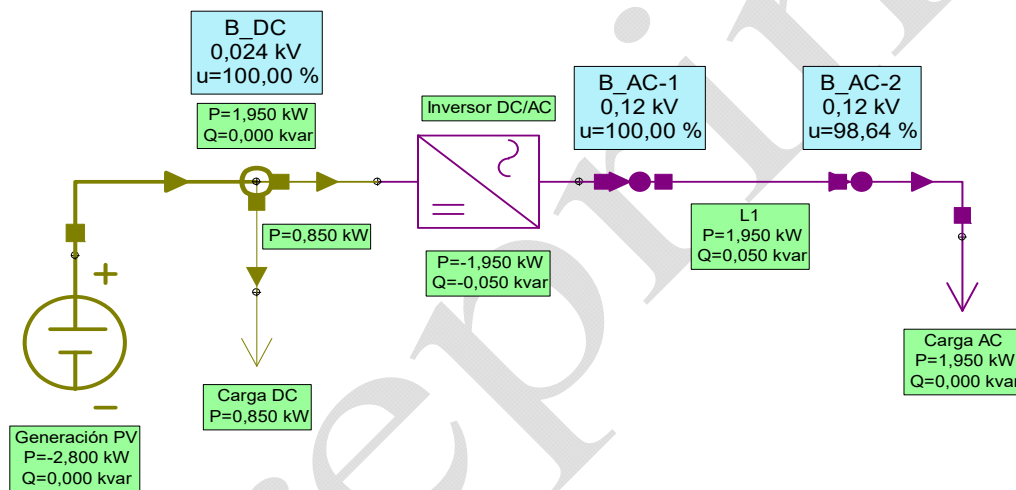 B_DC
0,024 kV
u=100,00 %
P=1,950 kW
Q=0,000 kvar
Inversor DC/AC
B_AC-1
0,12 kV
u=100,00 %
B_AC-2
0,12 kV
u=98,64 %
P=0,850 kW
P=-1,950 kW
Q=-0,050 kvar
L1
P=1,950 kW
Q=0,050 kvar
+
–
Carga DC
P=0,850 kW
Carga AC
P=1,950 kW
Q=0,000 kvar
Generación PV
P=-2,800 kW
Q=0,000 kvar
eprin